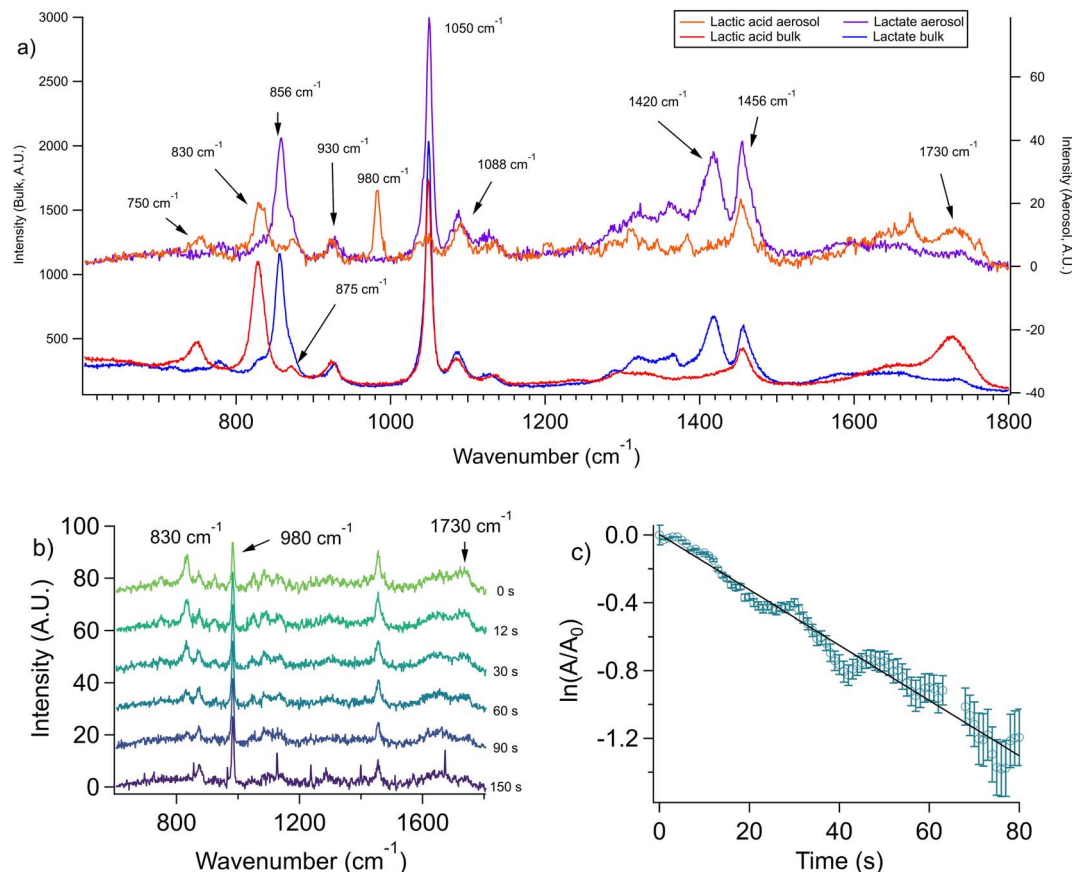 a)
Intensity (Bulk, A.U.)
3000
2500
2000
1500
1000
500
Lactic acid aerosol
Lactic acid bulk
Lactate aerosol
Lactate bulk
750 cm⁻¹
830 cm⁻¹
856 cm⁻¹
930 cm⁻¹
980 cm⁻¹
875 cm⁻¹
1050 cm⁻¹
1088 cm⁻¹
1420 cm⁻¹
1456 cm⁻¹
1730 cm⁻¹
60
40
20
0
-20
-40
Intensity (Aerosol, A.U.)
800
1000
1200
1400
1600
1800
Wavenumber (cm⁻¹)
b)
Intensity (A.U.)
100
80
60
40
20
0
830 cm⁻¹
980 cm⁻¹
1730 cm⁻¹
0 s
12 s
30 s
60 s
90 s
150 s
800
1200
1600
Wavenumber (cm⁻¹)
c)
ln(A/A₀)
0.0
-0.4
-0.8
-1.2
0
20
40
60
80
Time (s)